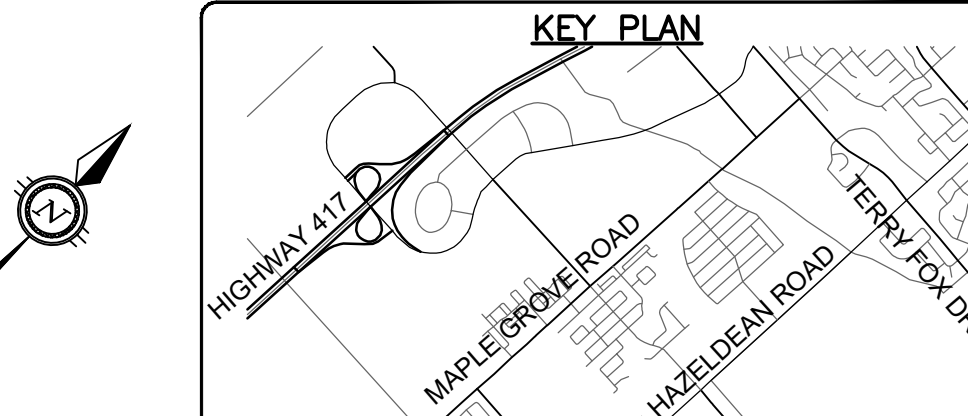 KEY PLAN
N
HIGHWAY 417
MAPLE GROVE ROAD
HAZELDEAN ROAD
TERRY FOX DR